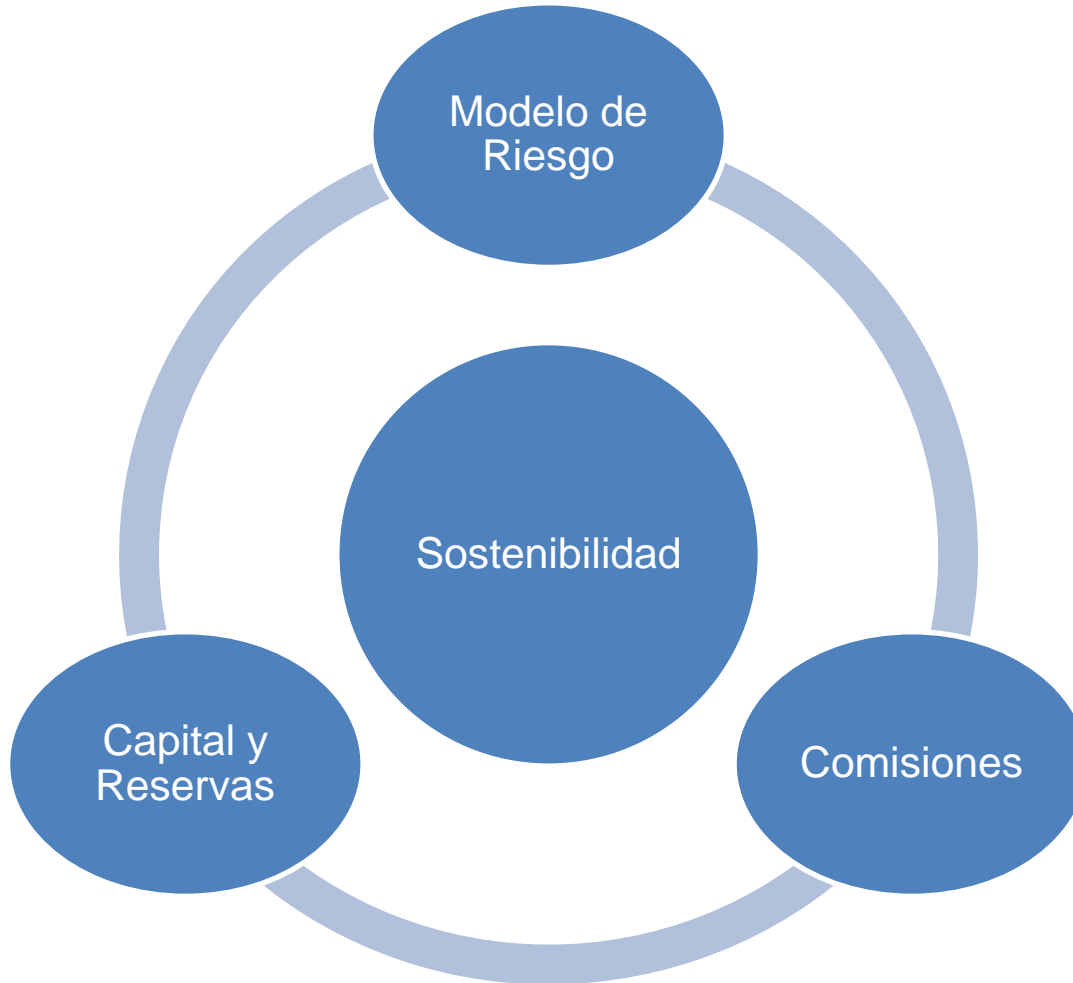 Modelo de
Riesgo
Sostenibilidad
Capital y
Reservas
Comisiones